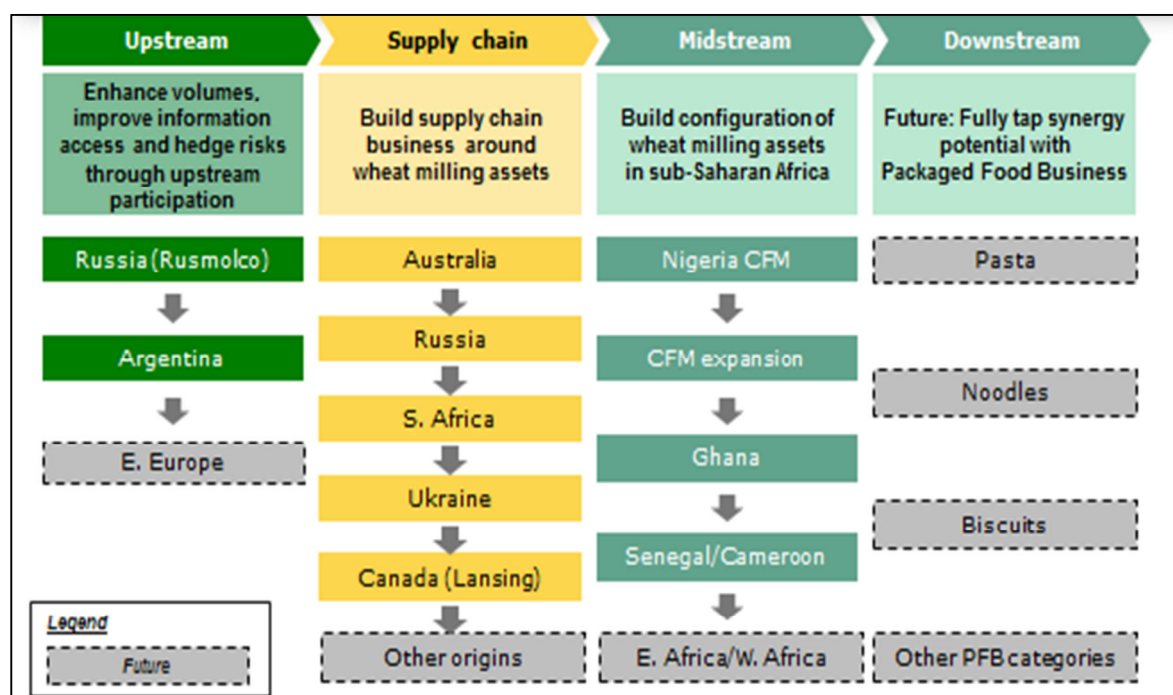 Upstream
Supply chain
Midstream
Downstream
Enhance volumes,
improve information
access and hedge risks
through upstream
participation
Build supply chain
business around
wheat milling assets
Build configuration of
wheat milling assets
in sub-Saharan Africa
Future: Fully tap synergy
potential with
Packaged Food Business
Russia (Rusmolco)
Argentina
E. Europe
Australia
Russia
S. Africa
Ukraine
Canada (Lansing)
Other origins
Nigeria CFM
CFM expansion
Ghana
Senegal/Cameroon
E. Africa/W. Africa
Pasta
Noodles
Biscuits
Other PFB categories
Legend
Future